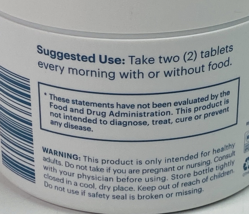 Suggested Use: Take two (2) tablets
every morning with or without food.
* These statements have not been evaluated by the
Food and Drug Administration. This product is
not intended to diagnose, treat, cure or prevent
any disease.
WARNING: This product is only intended for healthy
adults. Do not take if you are pregnant or nursing. Consult
with your physician before using. Store bottle tightly
closed in a cool, dry place. Keep out of reach of children.
Do not use if safety seal is broken or missing.